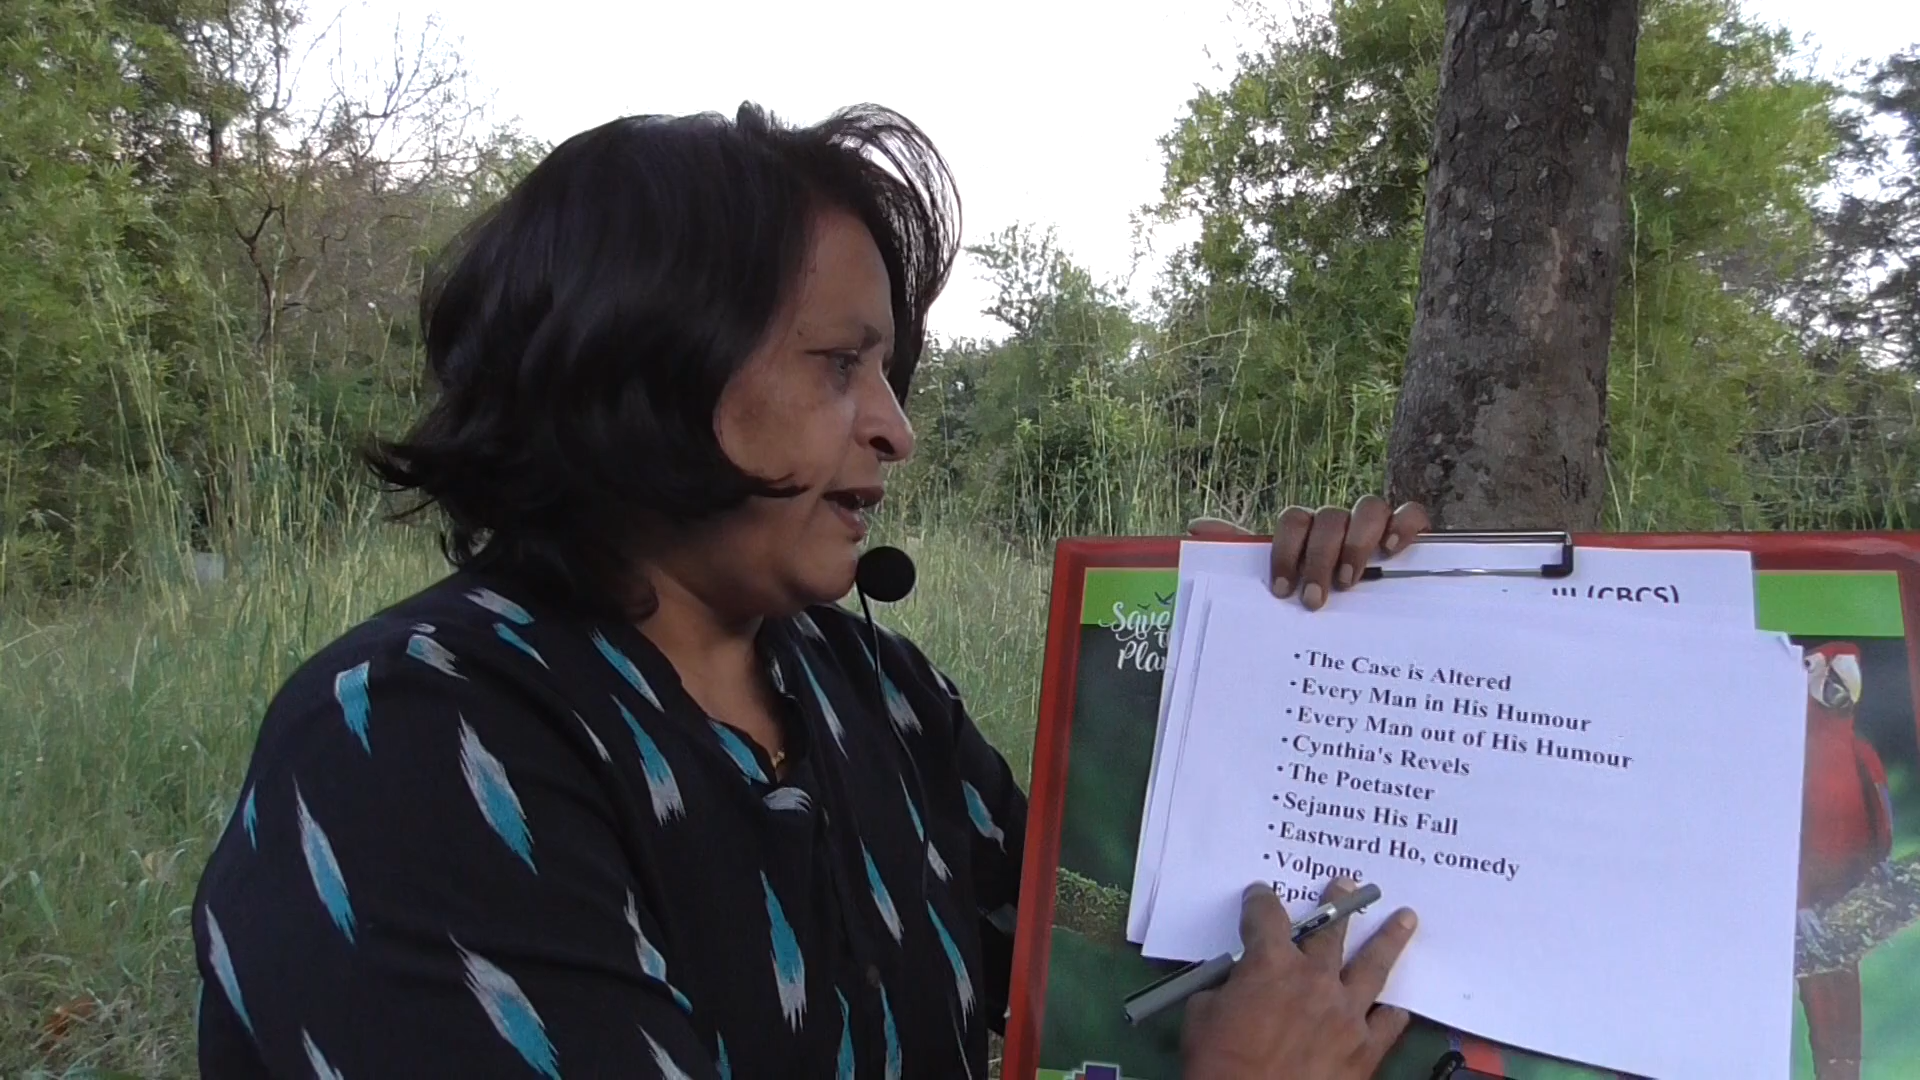 Save
III (CBCS)
• The Case is Altered
• Every Man in His Humour
• Every Man out of His Humour
• Cynthia's Revels
• The Poetaster
• Sejanus His Fall
• Eastward Ho, comedy
• Volpone